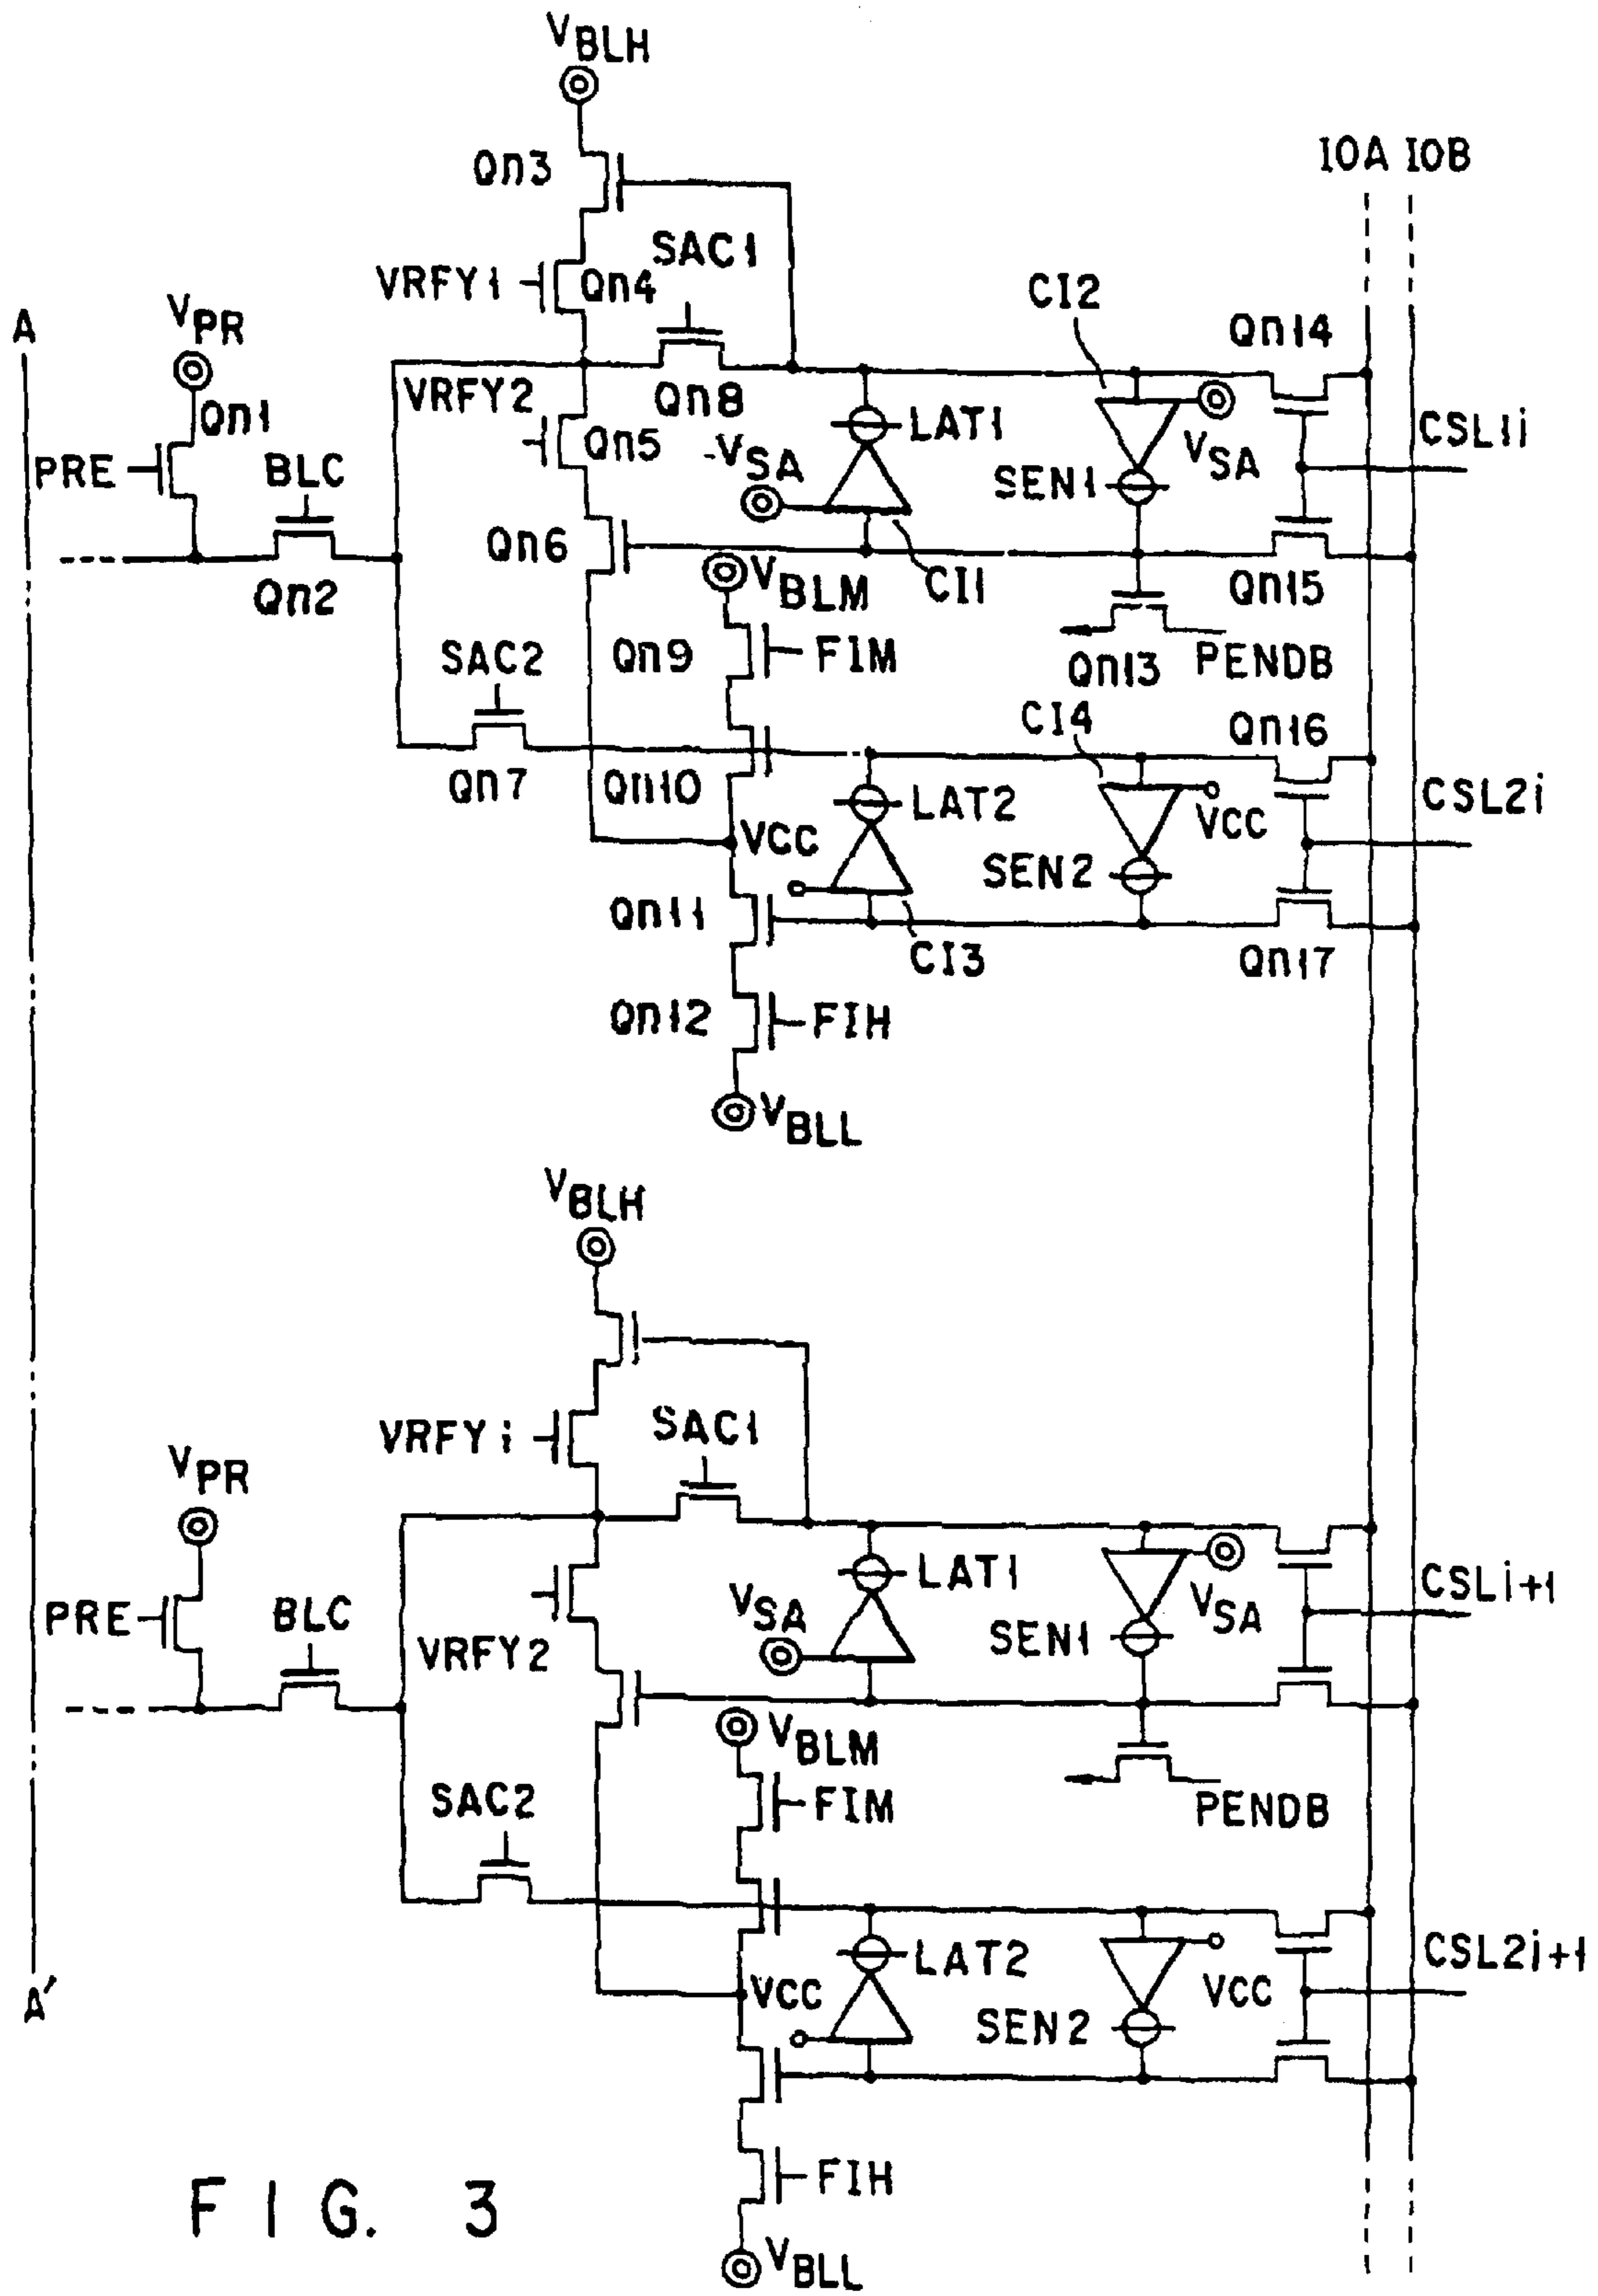 VBLH
Qn3
IOA IOB
SAC1
VRFY1
Qn4
CI2
A
VPR
Qn14
VRFY2
Qn8
Qn1
LAT1
CSL1i
Qn5
VSA
VSA
PRE
BLC
SEN1
Qn6
VBLM
CI1
Qn15
Qn2
SAC2
Qn9
FIM
Qn13
PENDB
CI4
Qn16
Qn7
Qn10
LAT2
CSL2i
VCC
VCC
SEN2
Qn11
CI3
Qn17
Qn12
FIH
VBLL
VBLH
VRFYi
SAC1
VPR
LAT1
CSLi+1
VSA
VSA
PRE
BLC
SEN1
VRFY2
VBLM
SAC2
FIM
PENDB
LAT2
CSL2i+1
VCC
VCC
A'
SEN2
FIH
FIG. 3
VBLL